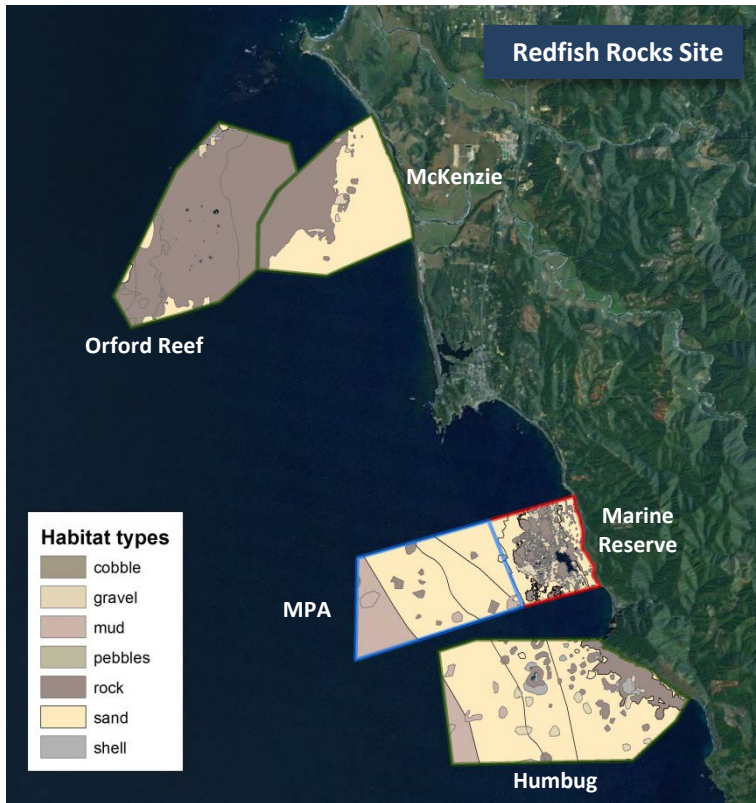 Redfish Rocks Site
McKenzie
Orford Reef
Marine
Reserve
MPA
Humbug
Habitat types
cobble
gravel
mud
pebbles
rock
sand
shell